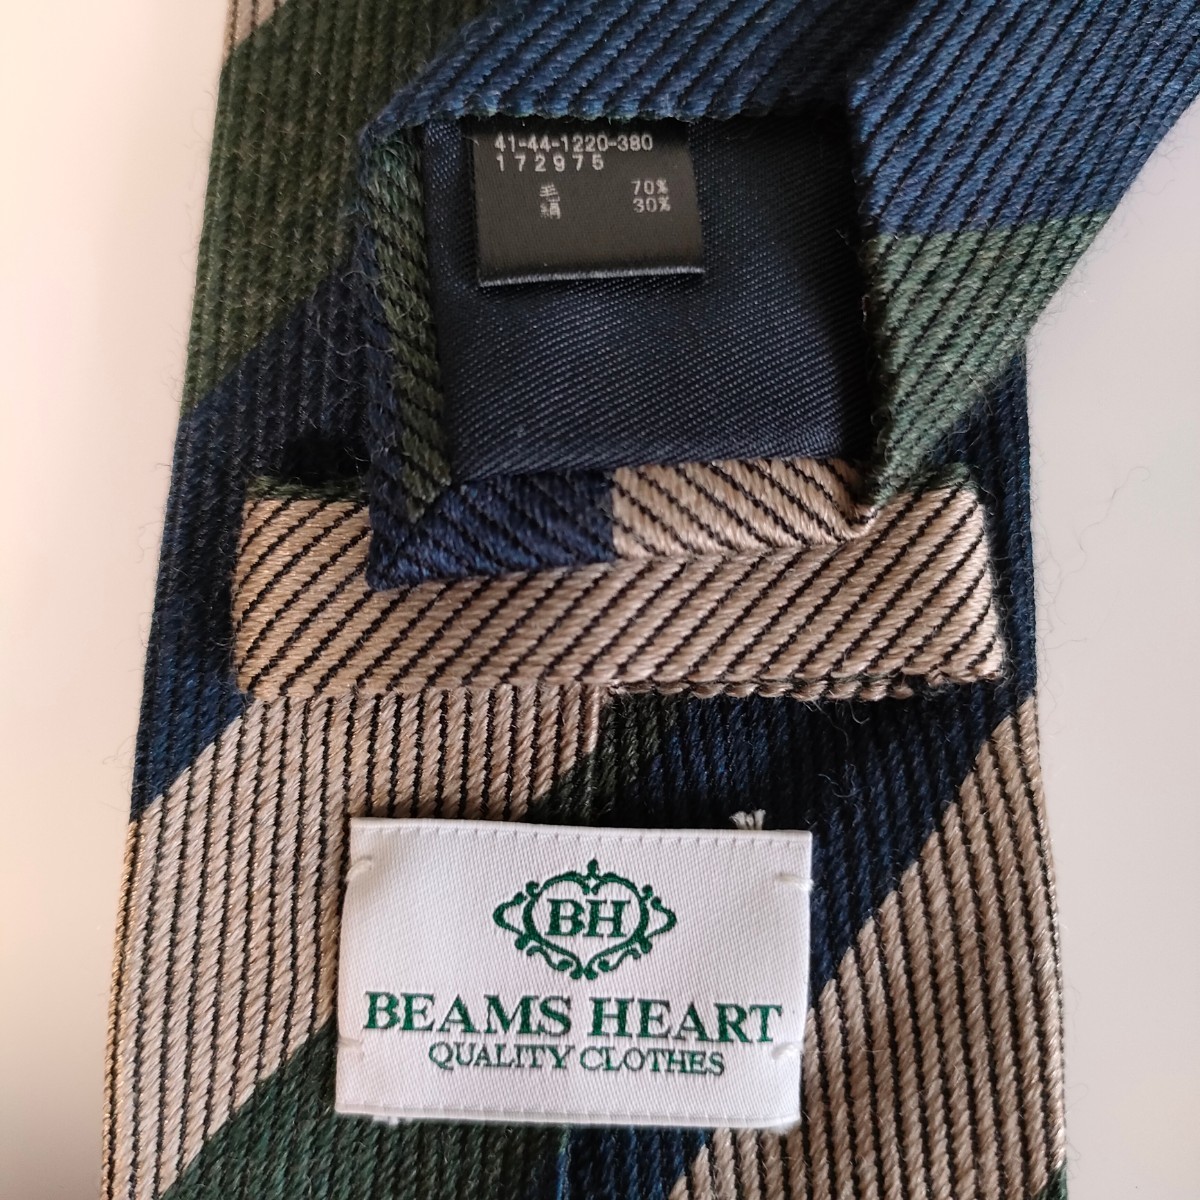 41-44-1220-380
172975
毛 70%
絹 30%
BH
BEAMS HEART
QUALITY CLOTHES